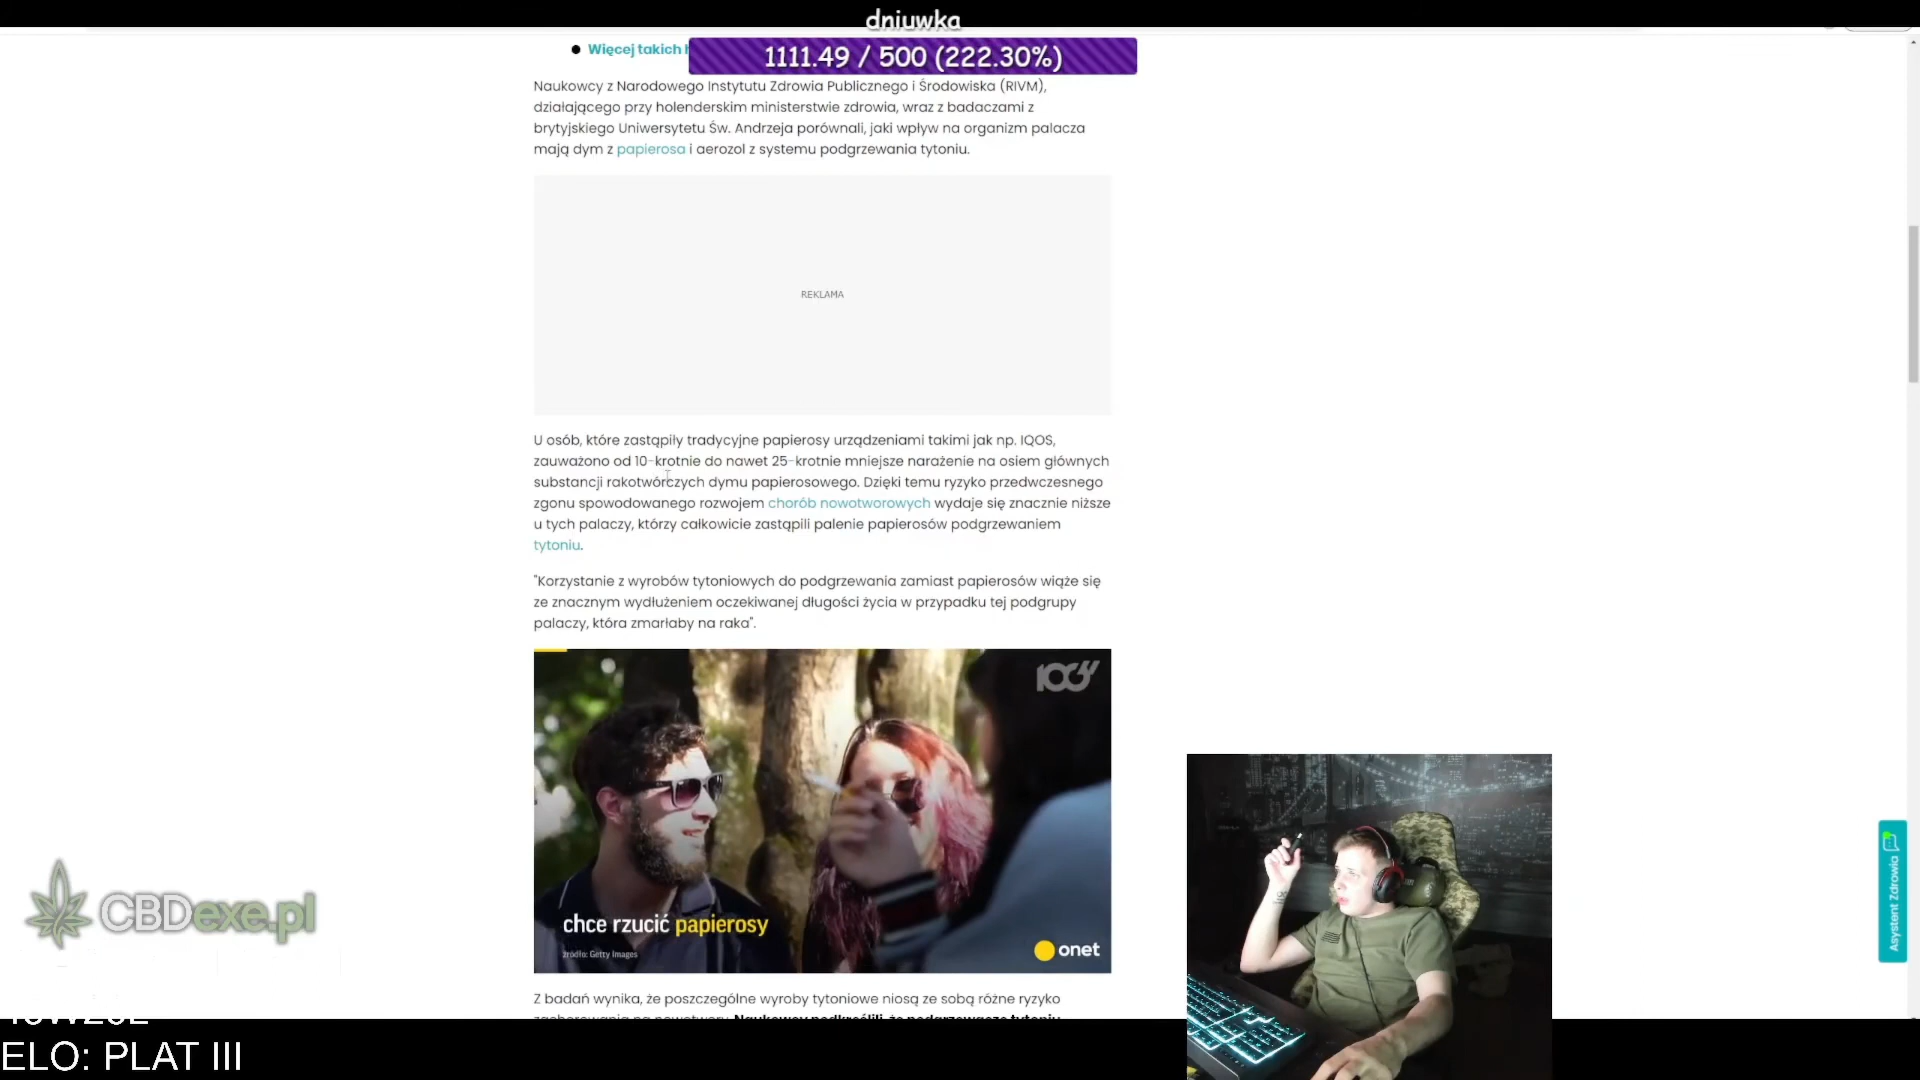 dniuwka
1111.49 / 500 (222.30%)
Więcej takich
Naukowcy z Narodowego Instytutu Zdrowia Publicznego i Środowiska (RIVM),
działającego przy holenderskim ministerstwie zdrowia, wraz z badaczami z
brytyjskiego Uniwersytetu Św. Andrzeja porównali, jaki wpływ na organizm palacza
mają dym z papierosa i aerozol z systemu podgrzewania tytoniu.
REKLAMA
U osób, które zastąpiły tradycyjne papierosy urządzeniami takimi jak np. IQOS,
zauważono od 10-krotnie do nawet 25-krotnie mniejsze narażenie na osiem głównych
substancji rakotwórczych dymu papierosowego. Dzięki temu ryzyko przedwczesnego
zgonu spowodowanego rozwojem chorób nowotworowych wydaje się znacznie niższe
u tych palaczy, którzy całkowicie zastąpili palenie papierosów podgrzewaniem
tytoniu.
"Korzystanie z wyrobów tytoniowych do podgrzewania zamiast papierosów wiąże się
ze znacznym wydłużeniem oczekiwanej długości życia w przypadku tej podgrupy
palaczy, która zmarłaby na raka".
chce rzucić papierosy
źródło: Getty Images
onet
Asystent Zdrowia
CBDexe.pl
Z badań wynika, że poszczególne wyroby tytoniowe niosą ze sobą różne ryzyko
ELO: PLAT III